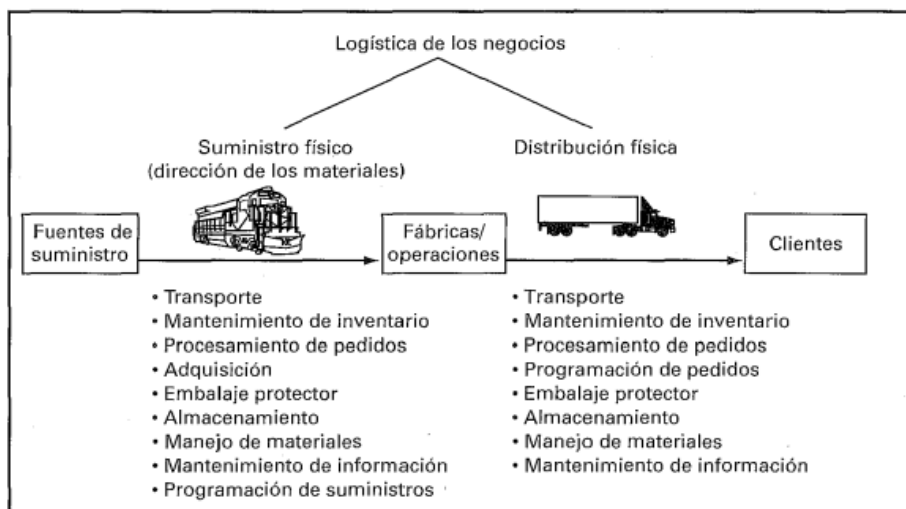 Logística de los negocios
Suministro físico
(dirección de los materiales)
Distribución física
Fuentes de
suministro
Fábricas/
operaciones
Clientes
• Transporte
• Mantenimiento de inventario
• Procesamiento de pedidos
• Adquisición
• Embalaje protector
• Almacenamiento
• Manejo de materiales
• Mantenimiento de información
• Programación de suministros
• Transporte
• Mantenimiento de inventario
• Procesamiento de pedidos
• Programación de pedidos
• Embalaje protector
• Almacenamiento
• Manejo de materiales
• Mantenimiento de información